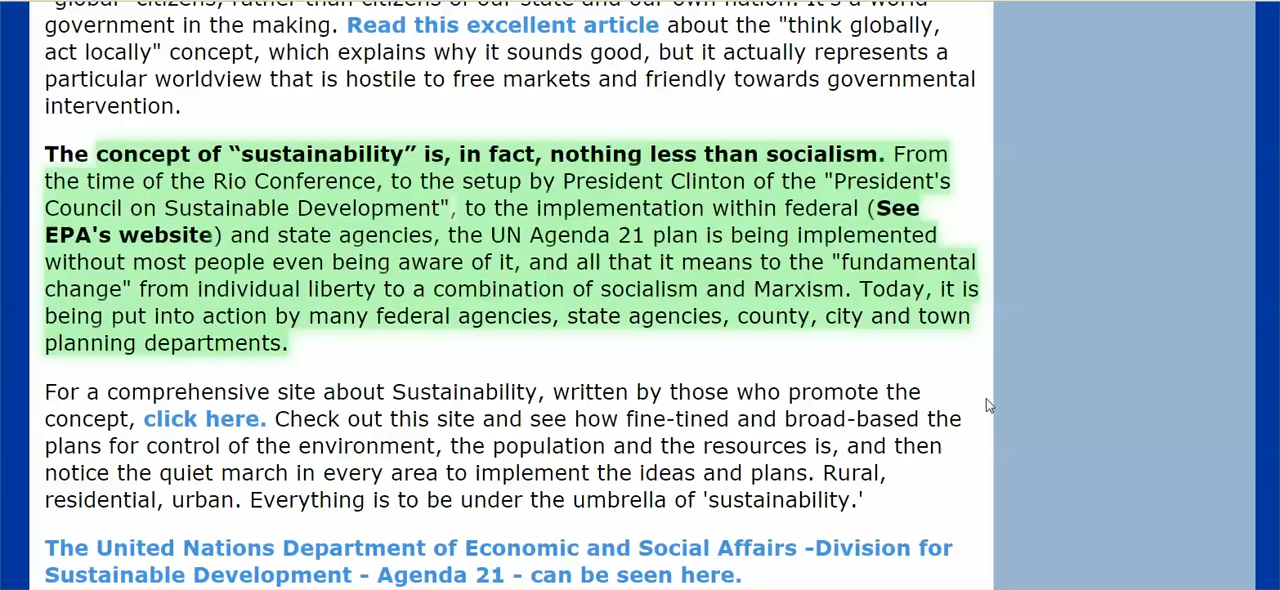 government in the making. Read this excellent article about the "think globally,
act locally" concept, which explains why it sounds good, but it actually represents a
particular worldview that is hostile to free markets and friendly towards governmental
intervention.
The concept of “sustainability” is, in fact, nothing less than socialism. From
the time of the Rio Conference, to the setup by President Clinton of the "President's
Council on Sustainable Development", to the implementation within federal (See
EPA's website) and state agencies, the UN Agenda 21 plan is being implemented
without most people even being aware of it, and all that it means to the "fundamental
change" from individual liberty to a combination of socialism and Marxism. Today, it is
being put into action by many federal agencies, state agencies, county, city and town
planning departments.
For a comprehensive site about Sustainability, written by those who promote the
concept, click here. Check out this site and see how fine-tined and broad-based the
plans for control of the environment, the population and the resources is, and then
notice the quiet march in every area to implement the ideas and plans. Rural,
residential, urban. Everything is to be under the umbrella of 'sustainability.'
The United Nations Department of Economic and Social Affairs -Division for
Sustainable Development - Agenda 21 - can be seen here.